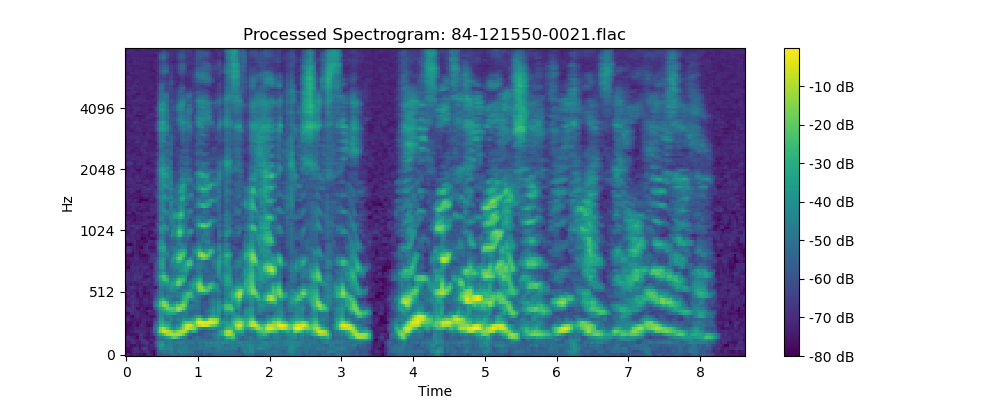 Processed Spectrogram: 84-121550-0021.flac
Hz
4096
2048
1024
512
0
0 1 2 3 4 5 6 7 8
Time
-10 dB
-20 dB
-30 dB
-40 dB
-50 dB
-60 dB
-70 dB
-80 dB